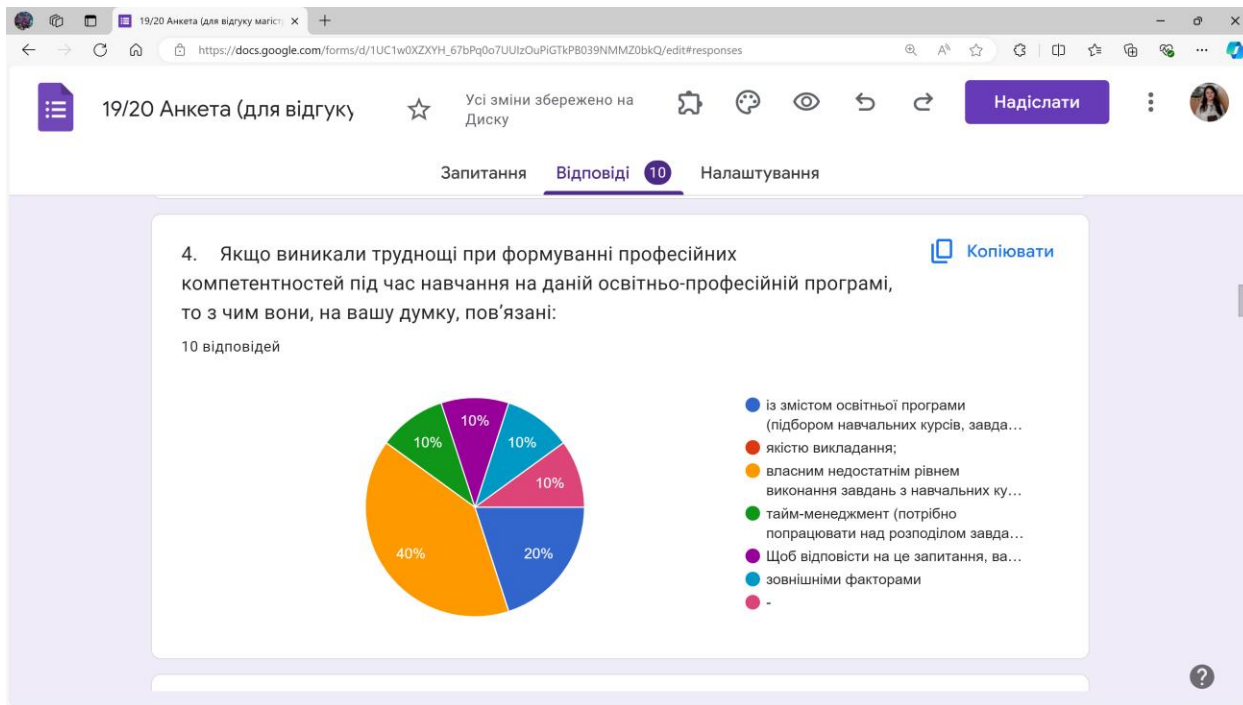 19/20 Анкета (для відгуку магіст
https://docs.google.com/forms/d/1UC1w0XZXYH_67bPq0o7UUIzOuPiGTkPB039NMMZ0bkQ/edit#responses
19/20 Анкета (для відгуку
Усі зміни збережено на
Диску
Надіслати
Запитання Відповіді 10 Налаштування
4. Якщо виникали труднощі при формуванні професійних
компетентностей під час навчання на даній освітньо-професійній програмі,
то з чим вони, на вашу думку, пов’язані:
Копіювати
10 відповідей
10%
10%
10%
10%
40%
20%
із змістом освітньої програми
(підбором навчальних курсів, завда…
якістю викладання;
власним недостатнім рівнем
виконання завдань з навчальних ку…
тайм-менеджмент (потрібно
попрацювати над розподілом завда…
Щоб відповісти на це запитання, ва…
зовнішніми факторами
-